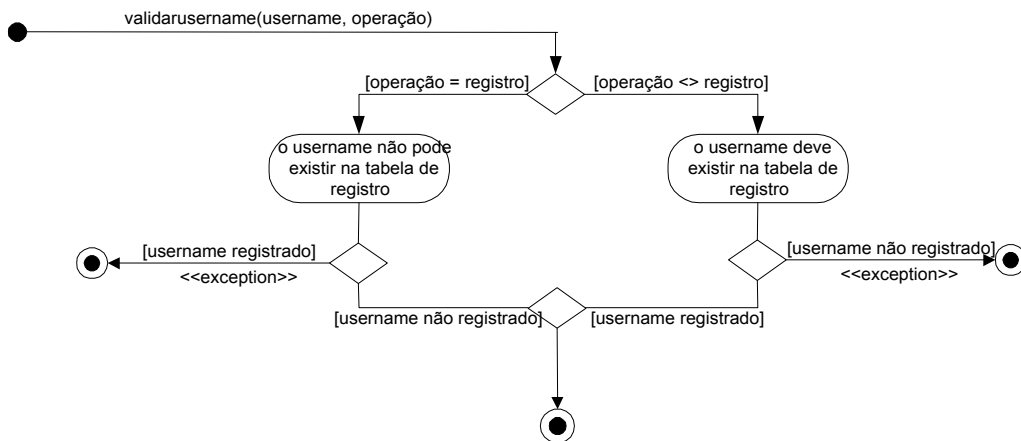 validarusername(username, operação)
[operação = registro]
[operação <> registro]
o username não pode
existir na tabela de
registro
o username deve
existir na tabela de
registro
[username registrado]
<<exception>>
[username não registrado]
<<exception>>
[username não registrado]
[username registrado]